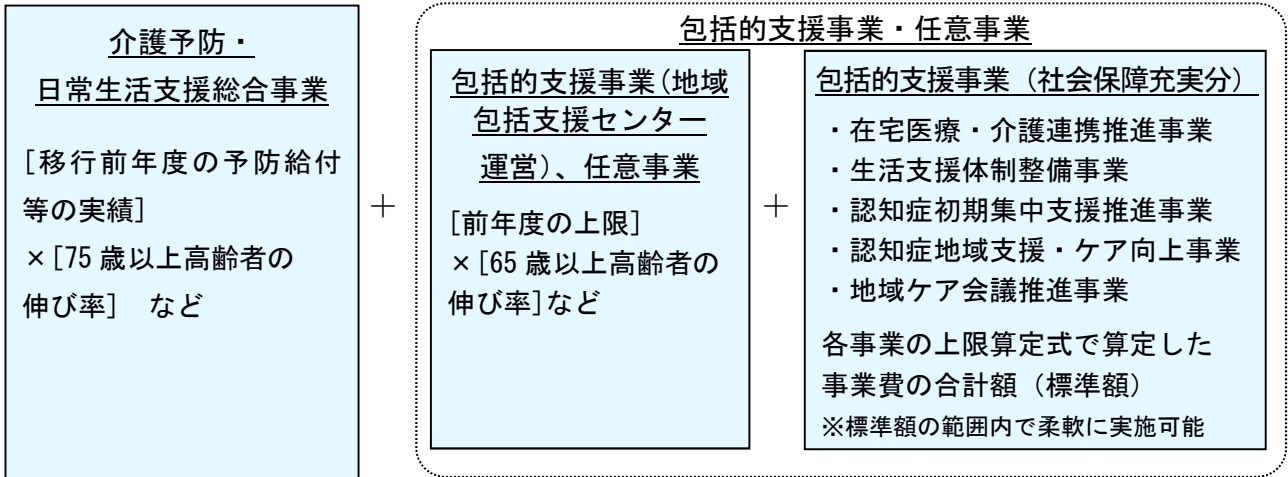 介護予防・
日常生活支援総合事業
[移行前年度の予防給付
等の実績]
×[75 歳以上高齢者の
伸び率] など
＋
包括的支援事業・任意事業
包括的支援事業(地域
包括支援センター
運営)、任意事業
[前年度の上限]
×[65 歳以上高齢者の
伸び率]など
＋
包括的支援事業（社会保障充実分）
・在宅医療・介護連携推進事業
・生活支援体制整備事業
・認知症初期集中支援推進事業
・認知症地域支援・ケア向上事業
・地域ケア会議推進事業
各事業の上限算定式で算定した
事業費の合計額（標準額）
※標準額の範囲内で柔軟に実施可能